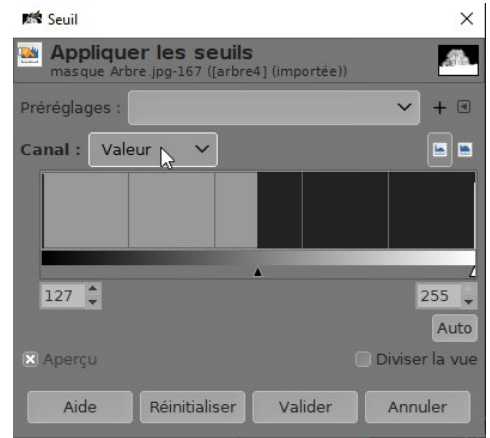 Seuil
Appliquer les seuils
masque Arbre.jpg-167 ([arbre4] (importée))
Préréglages :
Canal : Valeur
127 255
Auto
Aperçu Diviser la vue
Aide Réinitialiser Valider Annuler